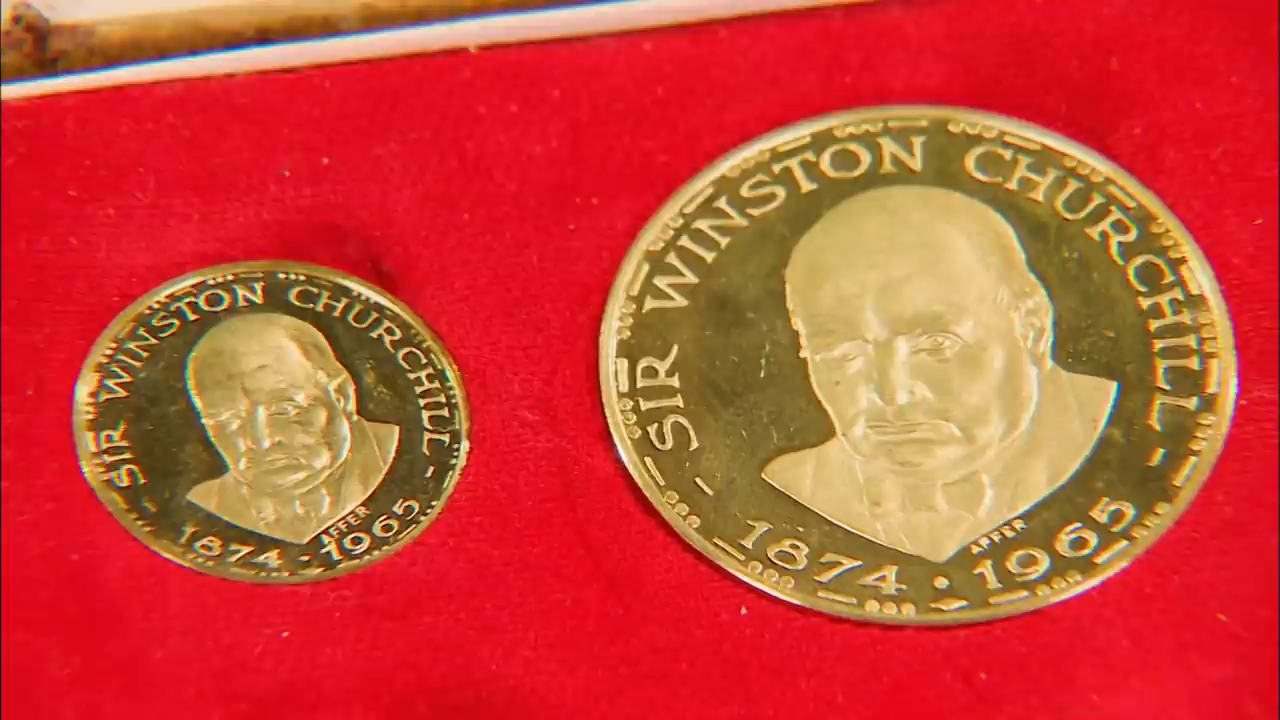 - SIR WINSTON CHURCHILL -
AFFER
1874 · 1965
- SIR WINSTON CHURCHILL -
AFFER
1874 · 1965